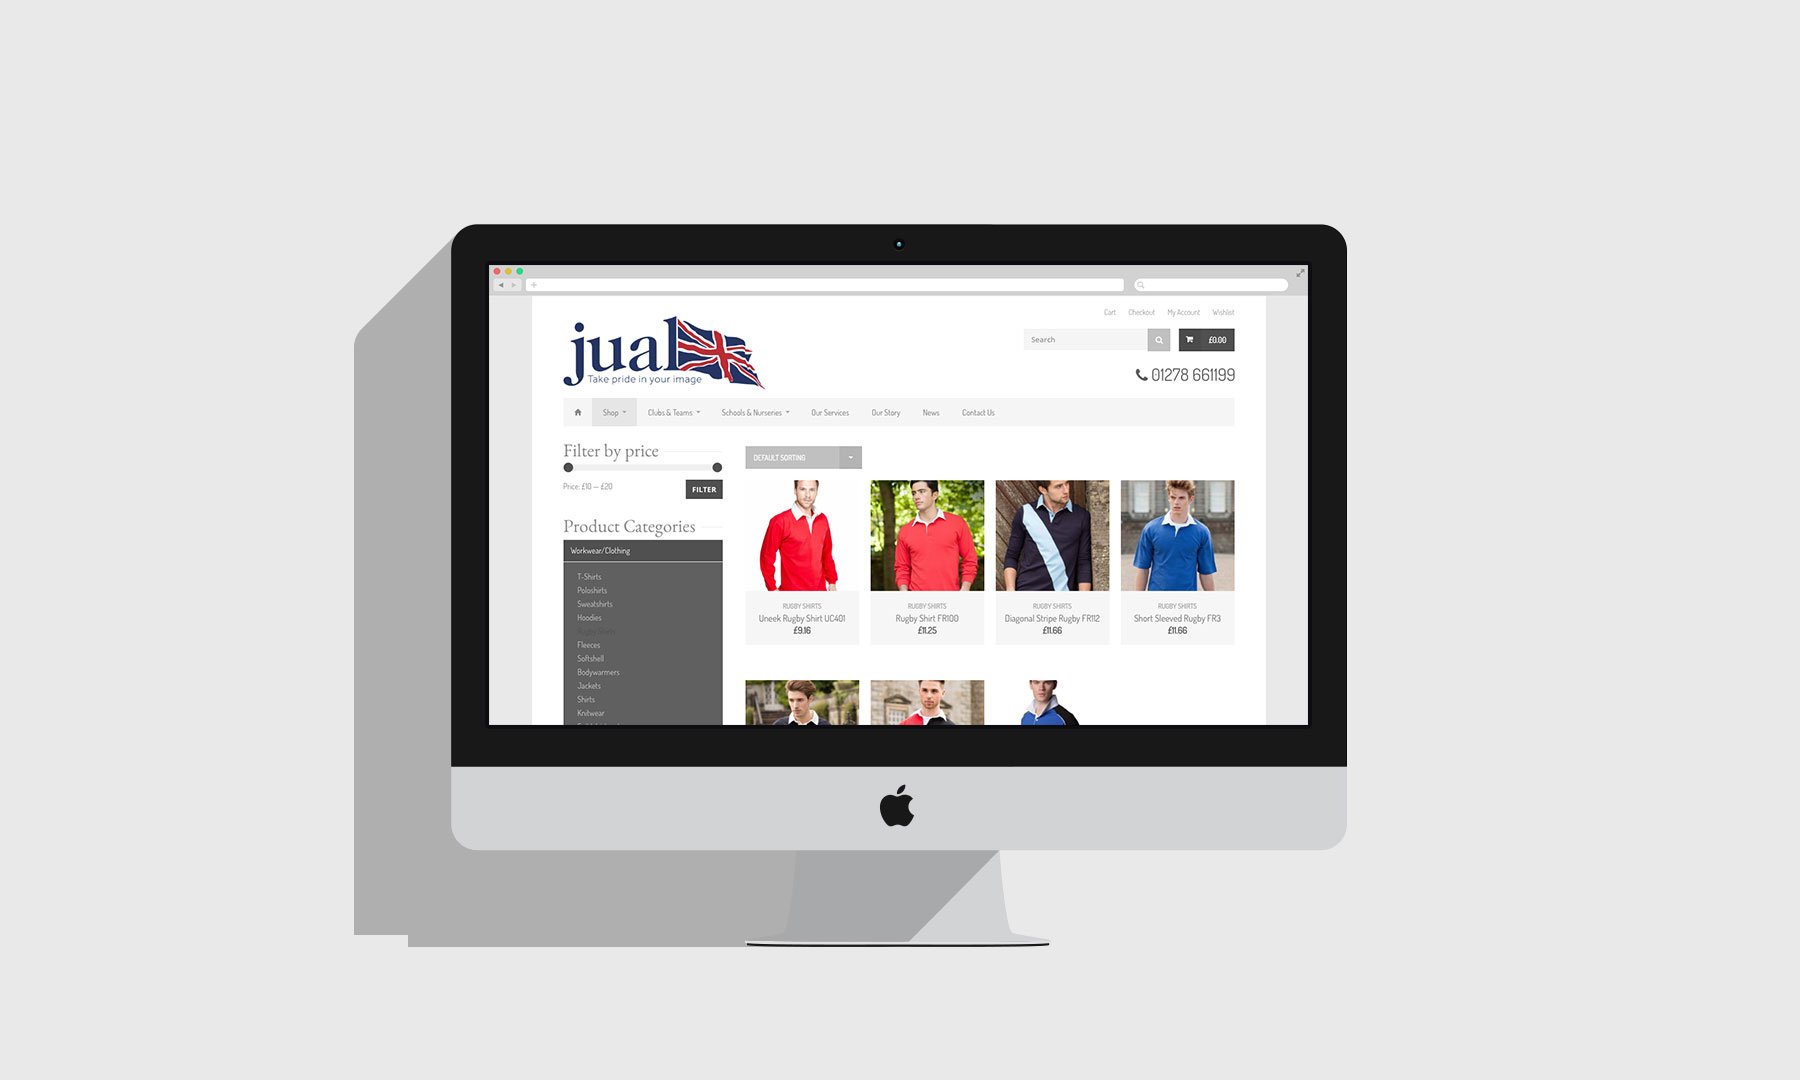 Cart Checkout My Account Wishlist
jual
Take pride in your image
Search
£0.00
01278 661199
Shop Clubs & Teams Schools & Nurseries Our Services Our Story News Contact Us
Filter by price
Price: £10 — £20
FILTER
Product Categories
Workwear/Clothing
T-Shirts
Poloshirts
Sweatshirts
Hoodies
Rugby Shirts
Fleeces
Softshell
Bodywarmers
Jackets
Shirts
Knitwear
DEFAULT SORTING
RUGBY SHIRTS
Uneek Rugby Shirt UC401
£9.16
RUGBY SHIRTS
Rugby Shirt FR100
£11.25
RUGBY SHIRTS
Diagonal Stripe Rugby FR112
£11.66
RUGBY SHIRTS
Short Sleeved Rugby FR3
£11.66